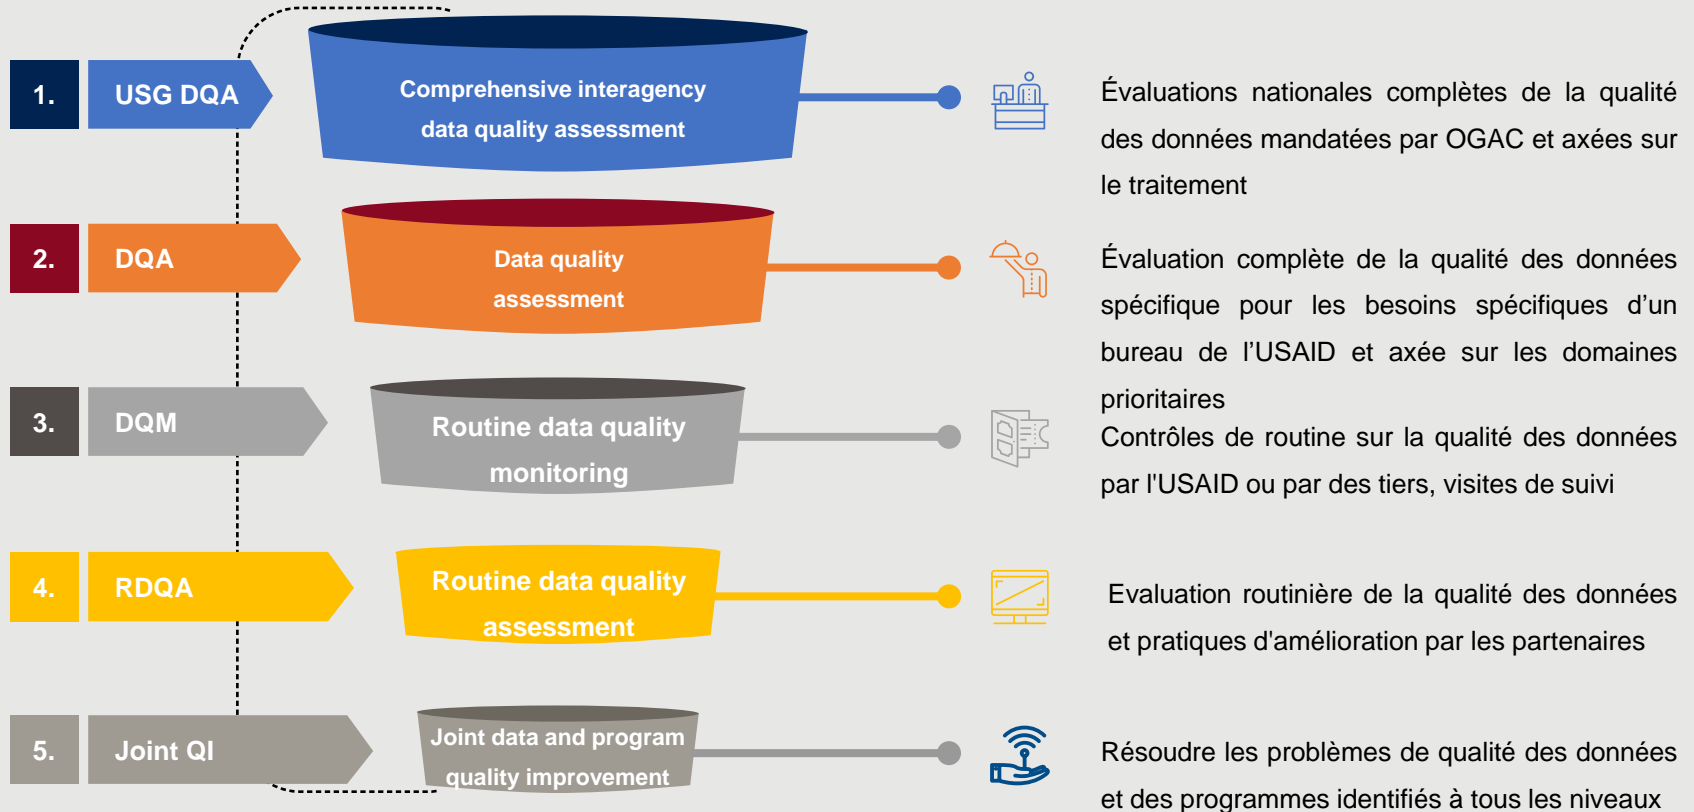 1.
USG DQA
Comprehensive interagency
data quality assessment
Évaluations nationales complètes de la qualité
des données mandatées par OGAC et axées sur
le traitement
2.
DQA
Data quality
assessment
Évaluation complète de la qualité des données
spécifique pour les besoins spécifiques d’un
bureau de l’USAID et axée sur les domaines
prioritaires
3.
DQM
Routine data quality
monitoring
Contrôles de routine sur la qualité des données
par l'USAID ou par des tiers, visites de suivi
4.
RDQA
Routine data quality
assessment
Evaluation routinière de la qualité des données
et pratiques d'amélioration par les partenaires
5.
Joint QI
Joint data and program
quality improvement
Résoudre les problèmes de qualité des données
et des programmes identifiés à tous les niveaux